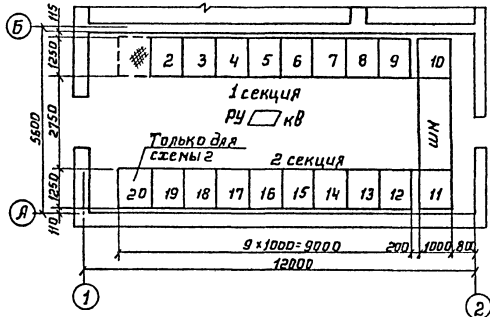 Б
115
1250
2750
5600
1250
110
А
2 3 4 5 6 7 8 9 10
1 секция
РУ кВ
ШМ
Только для
схемы 2
2 секция
20 19 18 17 16 15 14 13 12 11
9×1000=9000
200
1000
80
12000
1
2